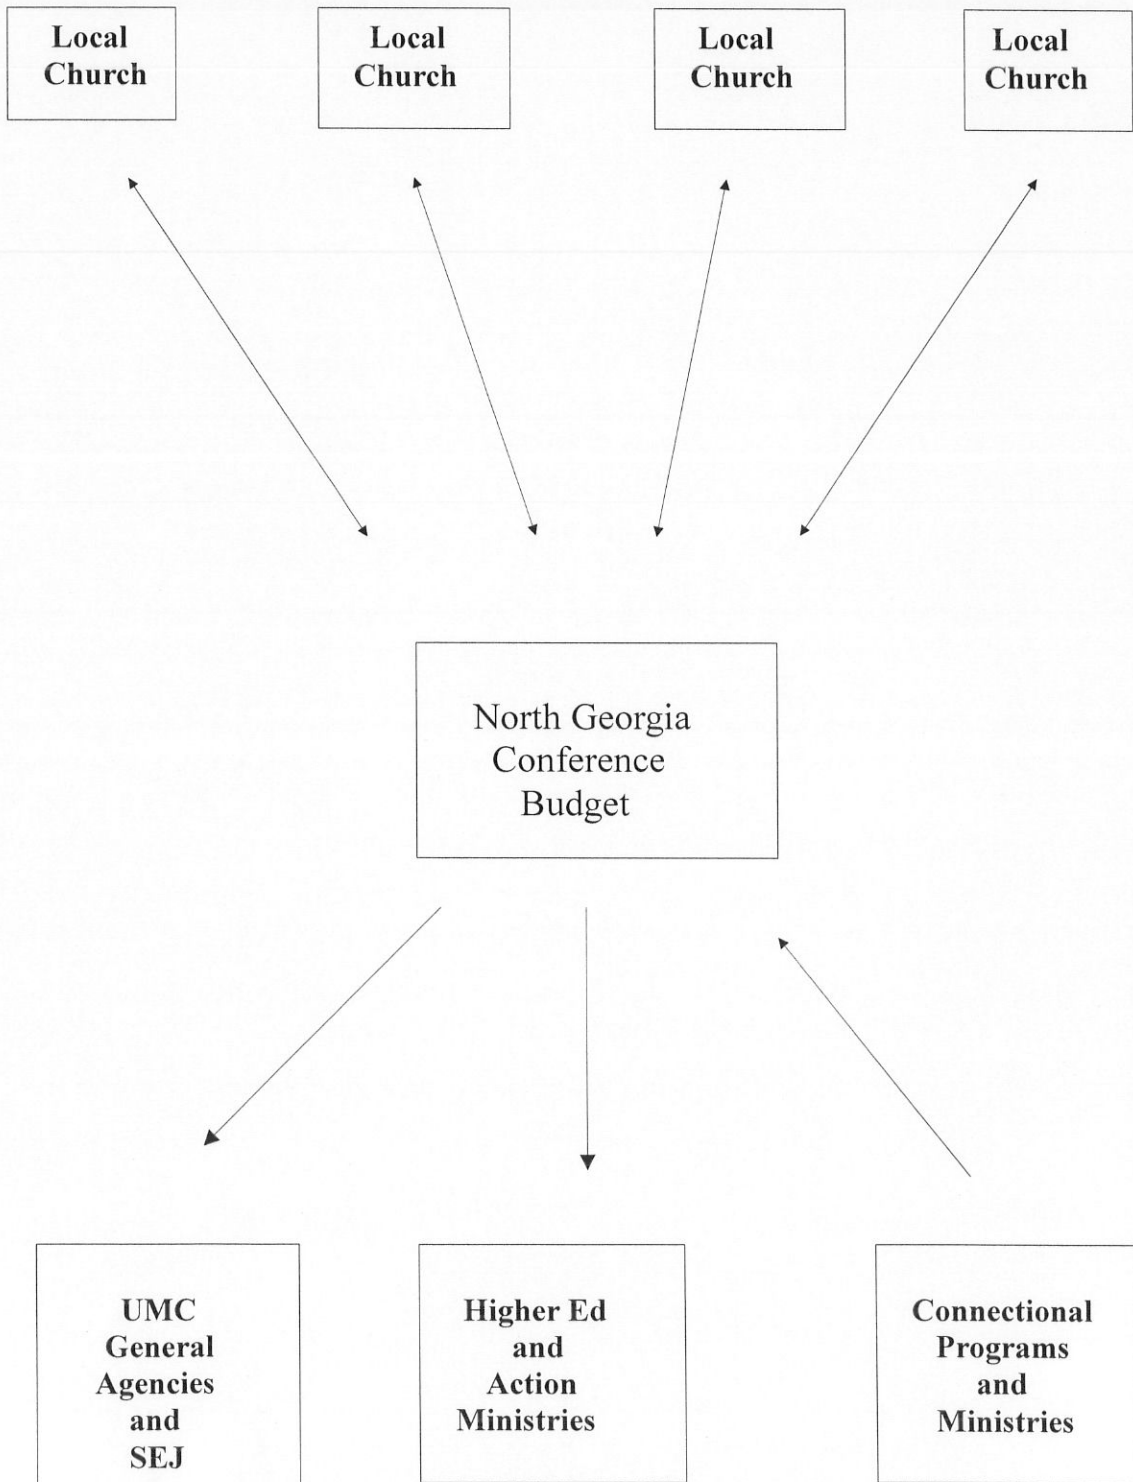 Local
Church
Local
Church
Local
Church
Local
Church
North Georgia
Conference
Budget
UMC
General
Agencies
and
SEJ
Higher Ed
and
Action
Ministries
Connectional
Programs
and
Ministries